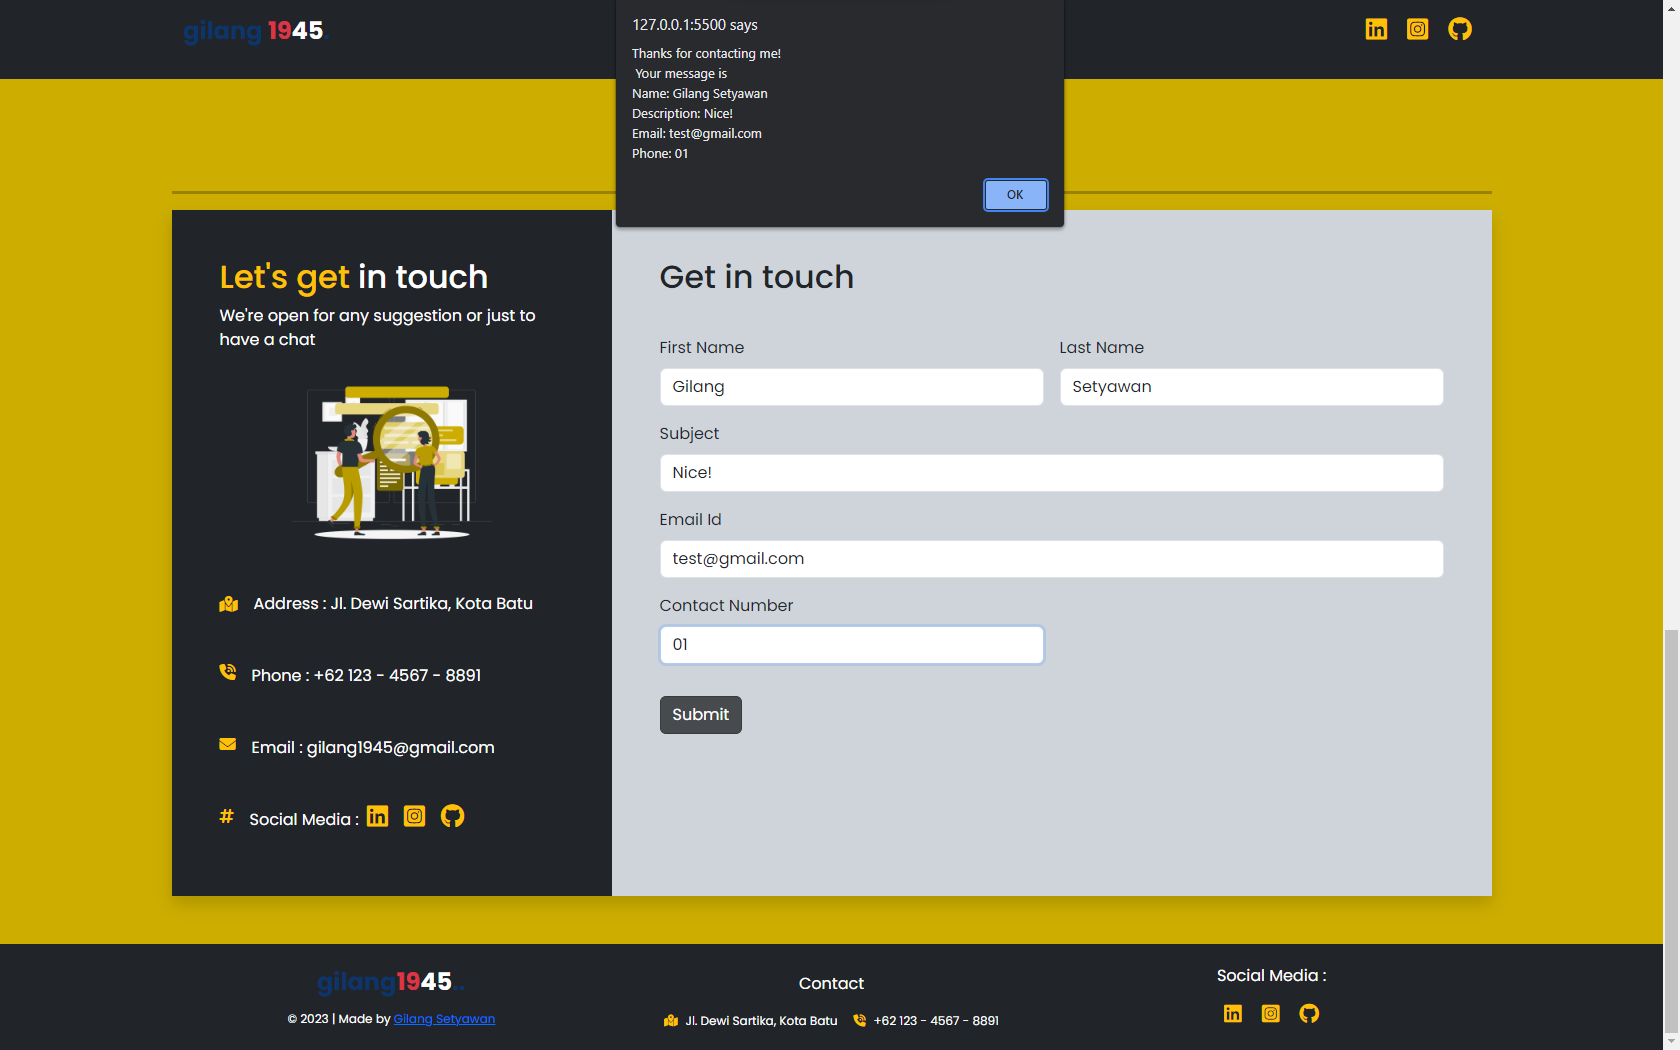 gilang 1945.
127.0.0.1:5500 says
Thanks for contacting me!
Your message is
Name: Gilang Setyawan
Description: Nice!
Email: test@gmail.com
Phone: 01
OK
Let's get in touch
We're open for any suggestion or just to
have a chat
Address : Jl. Dewi Sartika, Kota Batu
Phone : +62 123 - 4567 - 8891
Email : gilang1945@gmail.com
# Social Media :
Get in touch
First Name
Last Name
Gilang
Setyawan
Subject
Nice!
Email Id
test@gmail.com
Contact Number
01
Submit
gilang1945..
© 2023 | Made by Gilang Setyawan
Contact
Jl. Dewi Sartika, Kota Batu
+62 123 - 4567 - 8891
Social Media :